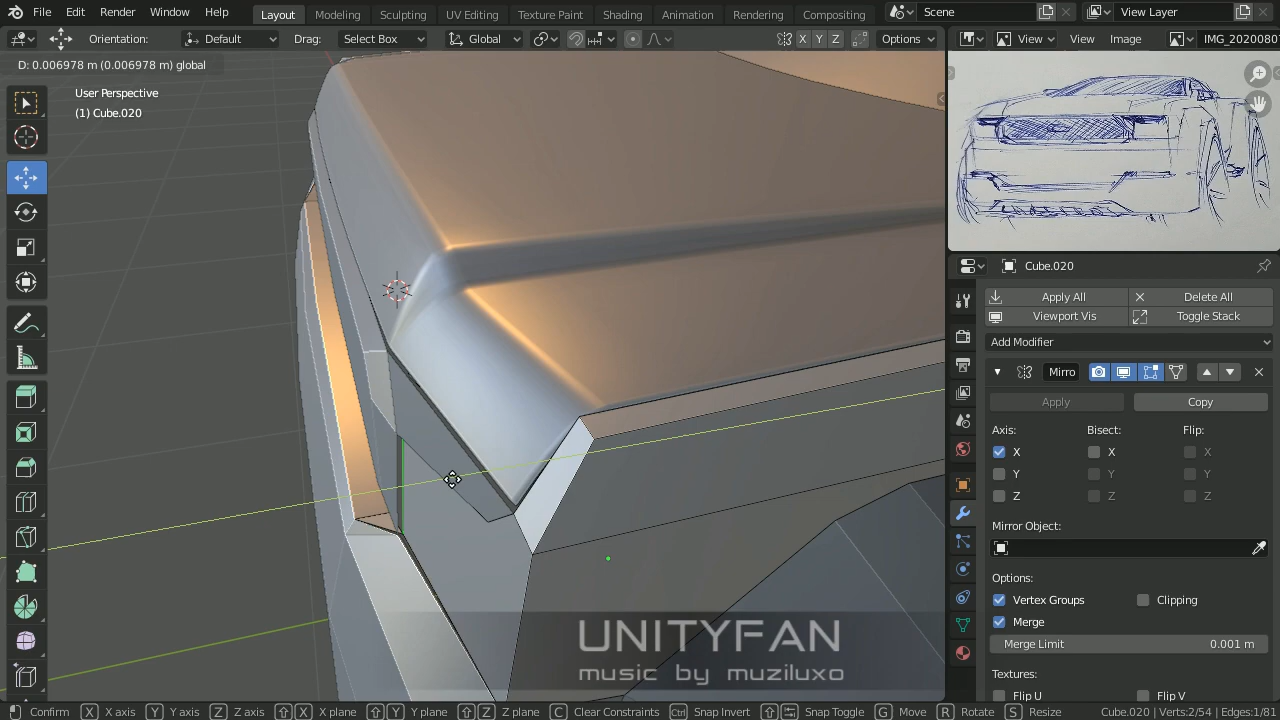 File Edit Render Window Help Layout Modeling Sculpting UV Editing Texture Paint Shading Animation Rendering Compositing Scene View Layer
Orientation: Default Drag: Select Box Global X Y Z Options View View Image IMG_2020080
D: 0.006978 m (0.006978 m) global
User Perspective
(1) Cube.020
Cube.020
Apply All Delete All
Viewport Vis Toggle Stack
Add Modifier
Mirro
Apply Copy
Axis: Bisect: Flip:
X X X
Y Y Y
Z Z Z
Mirror Object:
Options:
Vertex Groups Clipping
Merge
Merge Limit 0.001 m
Textures:
Flip U Flip V
UNITYFAN
music by muziluxo
Confirm X X axis Y Y axis Z Z axis X X plane Y Y plane Z Z plane C Clear Constraints Ctrl Snap Invert Snap Toggle G Move R Rotate S Resize Cube.020 | Verts:2/54 | Edges:1/81